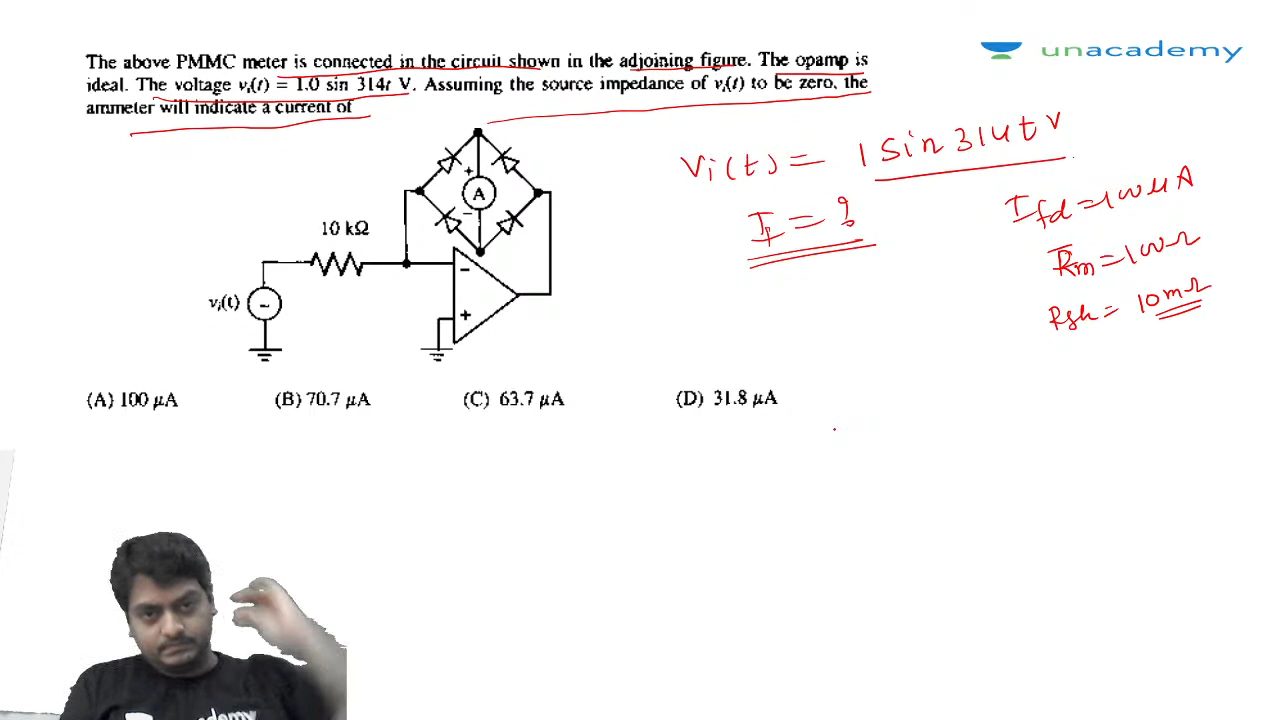 The above PMMC meter is connected in the circuit shown in the adjoining figure. The opamp is
ideal. The voltage vᵢ(t) = 1.0 sin 314t V. Assuming the source impedance of vᵢ(t) to be zero, the
ammeter will indicate a current of
unacademy
Vi(t) = 1 sin 314t V
I = ?
Ifd = 100 μA
Rm = 100 Ω
Rsh = 10 mΩ
+
A
-
10 kΩ
-
+
vᵢ(t)
~
(A) 100 μA (B) 70.7 μA (C) 63.7 μA (D) 31.8 μA